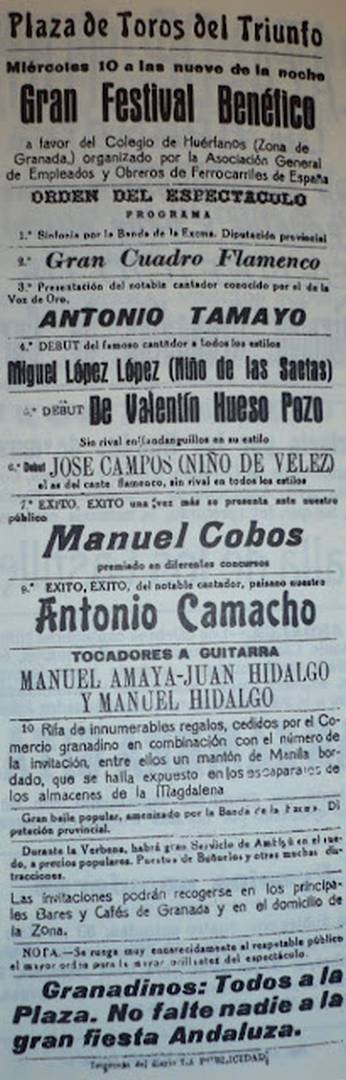 Plaza de Toros del Triunfo
Miércoles 10 a las nueve de la noche
Gran Festival Benéfico
a favor del Colegio de Huérfanos (Zona de
Granada,) organizado por la Asociación General
de Empleados y Obreros de Ferrocarriles de España
ORDEN DEL ESPECTACULO
PROGRAMA
1.º Sinfonía por la Banda de la Excma. Diputación provincial
2.º Gran Cuadro Flamenco
3.º Presentación del notable cantador conocido por el de la
Voz de Oro.
ANTONIO TAMAYO
4.º DEBUT del famoso cantador a todos los estilos
Miguel López López (Niño de las Saetas)
5.º DEBUT De Valentín Hueso Pozo
Sin rival en fandanguillos en su estilo
6.º Debut JOSE CAMPOS (NIÑO DE VELEZ)
el as del cante flamenco, sin rival en todos los estilos
7.º EXITO, EXITO una vez más se presenta ante nuestro
público
Manuel Cobos
premiado en diferentes concursos
9.º EXITO, EXITO, del notable cantador, paisano nuestro
Antonio Camacho
TOCADORES A GUITARRA
MANUEL AMAYA-JUAN HIDALGO
Y MANUEL HIDALGO
10 Rifa de innumerables regalos, cedidos por el Co-
mercio granadino en combinación con el número de
la invitación, entre ellos un mantón de Manila bor-
dado, que se halla expuesto en los escaparates de
los almacenes de la Magdalena
Gran baile popular, amenizado por la Banda de la Excma. Di
putación provincial.
Durante la Verbena, habrá gran Servicio de Ambigú en el rue-
do, a precios populares. Puestos de Buñuelos y otras muchas dis-
tracciones.
Las invitaciones podrán recogerse en los principa-
les Bares y Cafés de Granada y en el domicilio de
la Zona.
NOTA.—Se ruega muy encarecidamente al respetable público
el mayor orden para la mayor brillantez del espectáculo.
Granadinos: Todos a la
Plaza. No falte nadie a la
gran fiesta Andaluza.
Imprenta del diario LA PUBLICIDAD